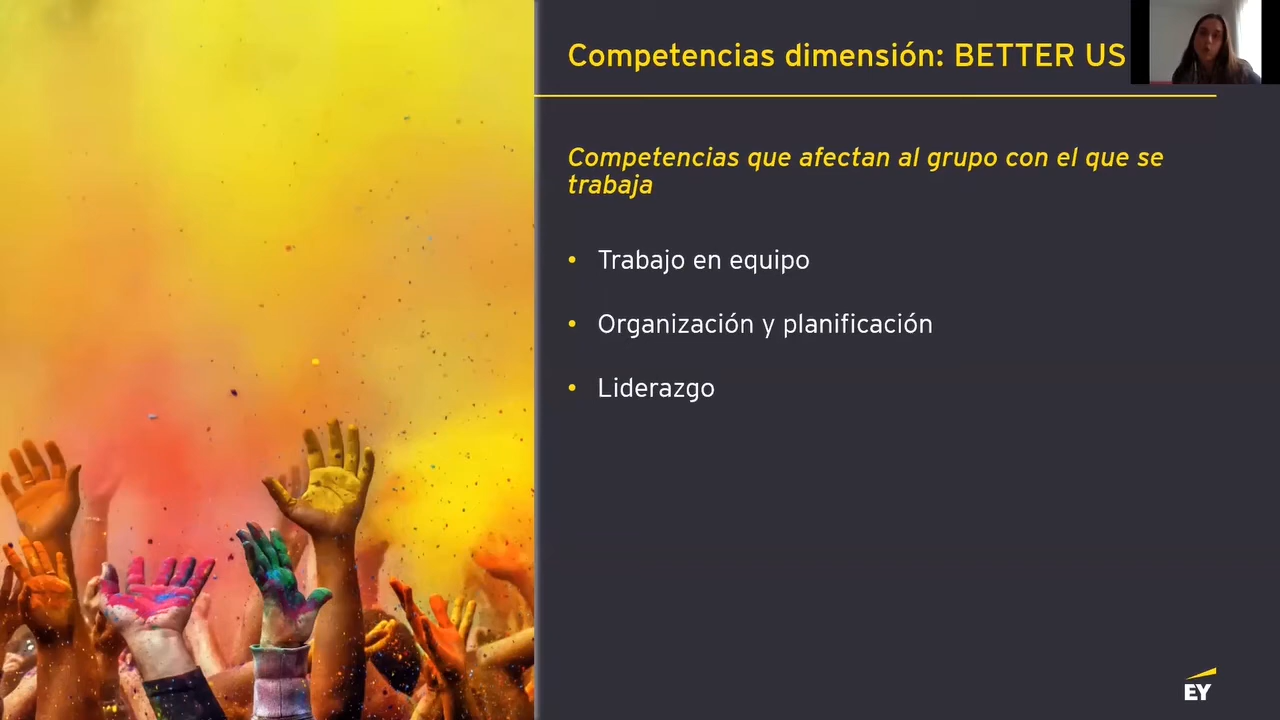 Competencias dimensión: BETTER US
Competencias que afectan al grupo con el que se
trabaja
• Trabajo en equipo
• Organización y planificación
• Liderazgo
EY